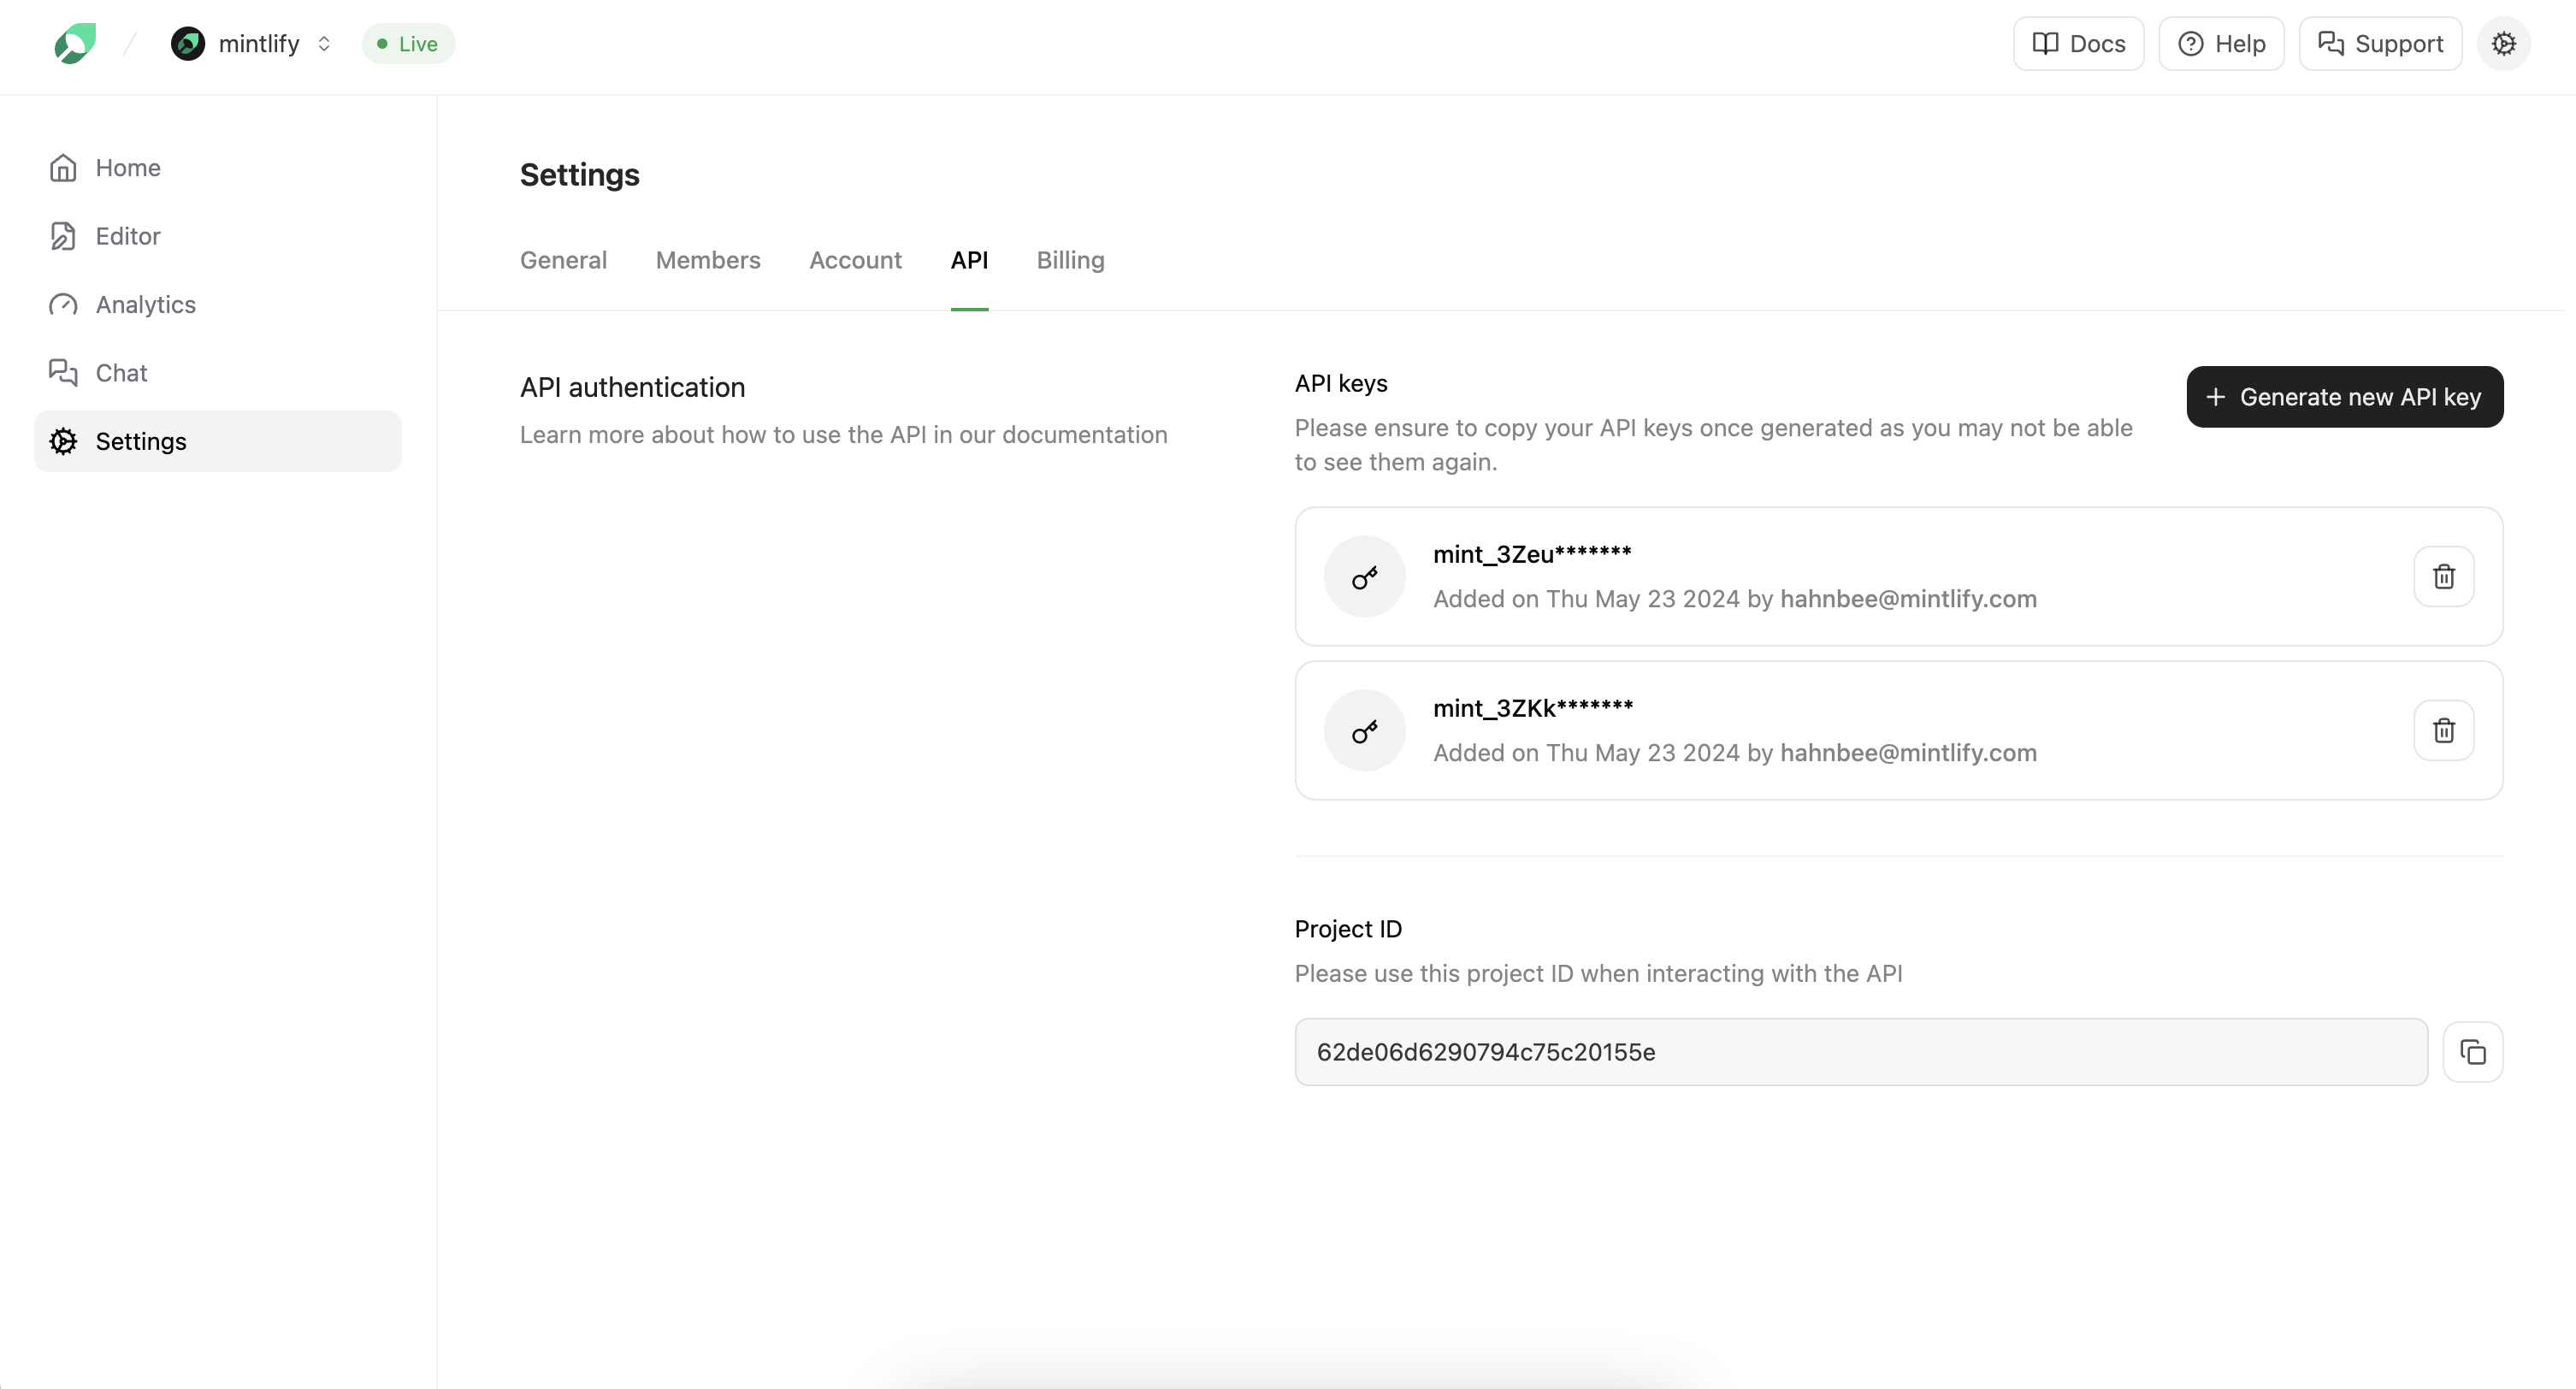 mintlify
Live
Docs
Help
Support
Home
Editor
Analytics
Chat
Settings
Settings
General
Members
Account
API
Billing
API authentication
Learn more about how to use the API in our documentation
API keys
Please ensure to copy your API keys once generated as you may not be able
to see them again.
Generate new API key
mint_3Zeu*******
Added on Thu May 23 2024 by hahnbee@mintlify.com
mint_3ZKk*******
Added on Thu May 23 2024 by hahnbee@mintlify.com
Project ID
Please use this project ID when interacting with the API
62de06d6290794c75c20155e